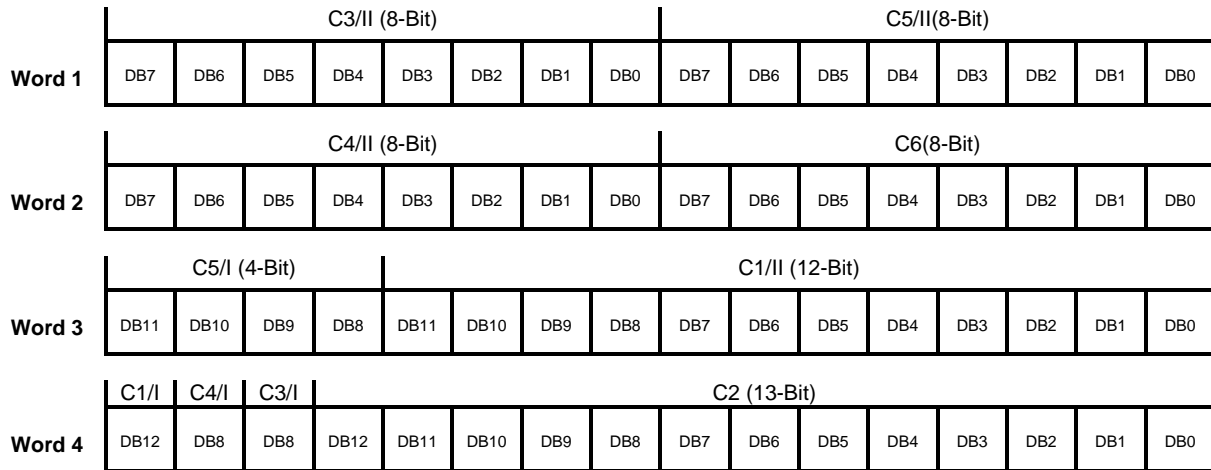 C3/II (8-Bit) C5/II(8-Bit)
Word 1 DB7 DB6 DB5 DB4 DB3 DB2 DB1 DB0 DB7 DB6 DB5 DB4 DB3 DB2 DB1 DB0
C4/II (8-Bit) C6(8-Bit)
Word 2 DB7 DB6 DB5 DB4 DB3 DB2 DB1 DB0 DB7 DB6 DB5 DB4 DB3 DB2 DB1 DB0
C5/I (4-Bit) C1/II (12-Bit)
Word 3 DB11 DB10 DB9 DB8 DB11 DB10 DB9 DB8 DB7 DB6 DB5 DB4 DB3 DB2 DB1 DB0
C1/I C4/I C3/I C2 (13-Bit)
Word 4 DB12 DB8 DB8 DB12 DB11 DB10 DB9 DB8 DB7 DB6 DB5 DB4 DB3 DB2 DB1 DB0